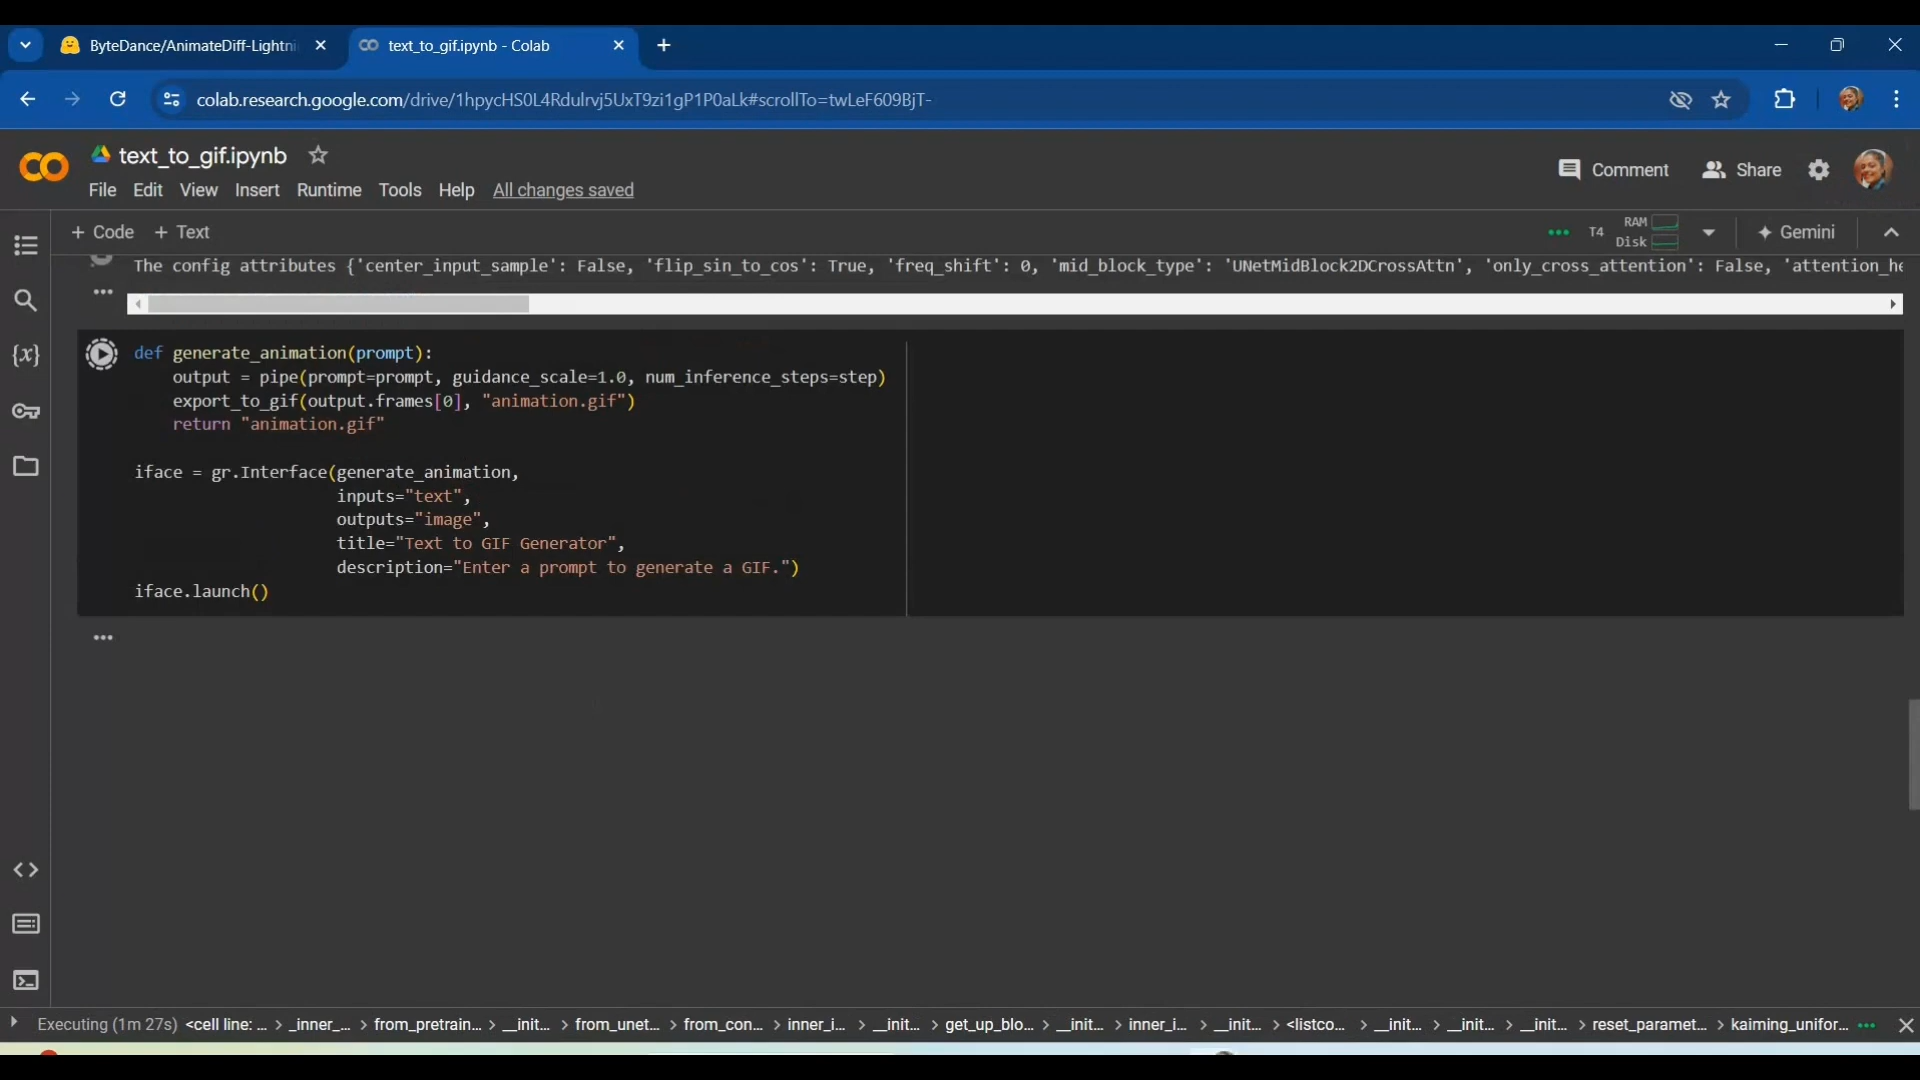 ByteDance/AnimateDiff-Lightni
text_to_gif.ipynb - Colab
colab.research.google.com/drive/1hpycHS0L4Rdulrvj5UxT9zi1gP1P0aLk#scrollTo=twLeF609BjT-
text_to_gif.ipynb
Comment
Share
File Edit View Insert Runtime Tools Help All changes saved
+ Code + Text
T4
RAM
Disk
Gemini
The config attributes {'center_input_sample': False, 'flip_sin_to_cos': True, 'freq_shift': 0, 'mid_block_type': 'UNetMidBlock2DCrossAttn', 'only_cross_attention': False, 'attention_he
def generate_animation(prompt):
output = pipe(prompt=prompt, guidance_scale=1.0, num_inference_steps=step)
export_to_gif(output.frames[0], "animation.gif")
return "animation.gif"
iface = gr.Interface(generate_animation,
inputs="text",
outputs="image",
title="Text to GIF Generator",
description="Enter a prompt to generate a GIF.")
iface.launch()
{x}
Executing (1m 27s) <cell line: ... > _inner_... > from_pretrain... > __init... > from_unet... > from_con... > inner_i... > __init... > get_up_blo... > __init... > inner_i... > __init... > <listco... > __init... > __init... > __init... > reset_paramet... > kaiming_unifor...